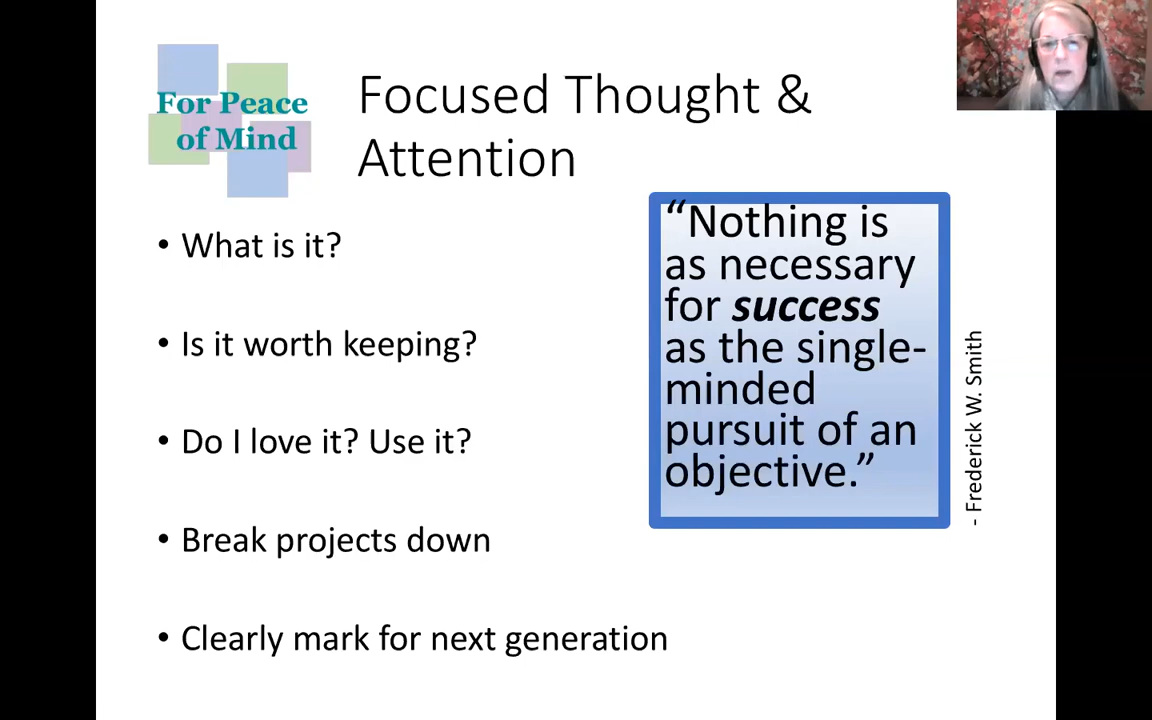 For Peace
of Mind
Focused Thought &
Attention
• What is it?
• Is it worth keeping?
• Do I love it? Use it?
• Break projects down
• Clearly mark for next generation
“Nothing is
as necessary
for success
as the single-
minded
pursuit of an
objective.”
- Frederick W. Smith